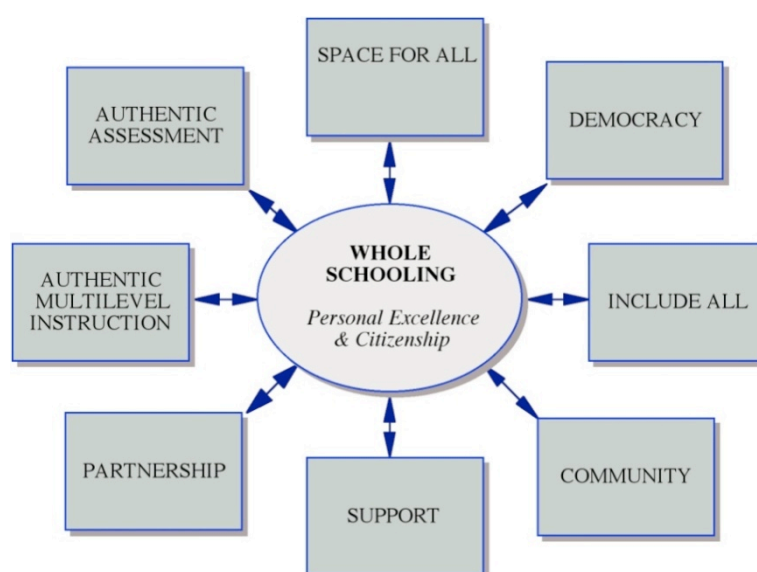 SPACE FOR ALL
AUTHENTIC
ASSESSMENT
DEMOCRACY
WHOLE
SCHOOLING
Personal Excellence
& Citizenship
AUTHENTIC
MULTILEVEL
INSTRUCTION
INCLUDE ALL
PARTNERSHIP
SUPPORT
COMMUNITY